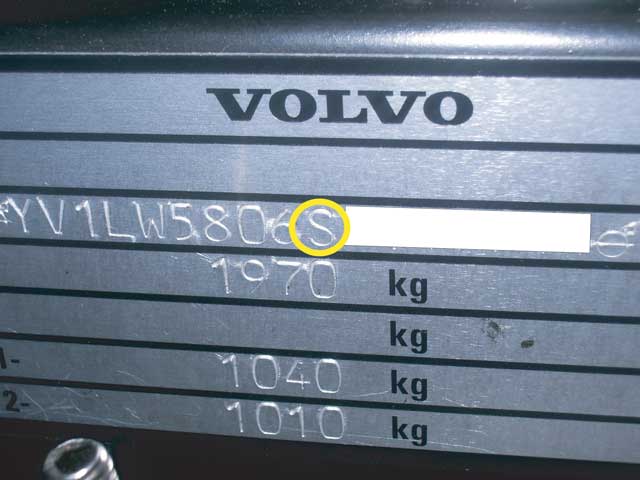 VOLVO
*YV1LW5806S
1970 kg
kg
1- 1040 kg
2- 1010 kg